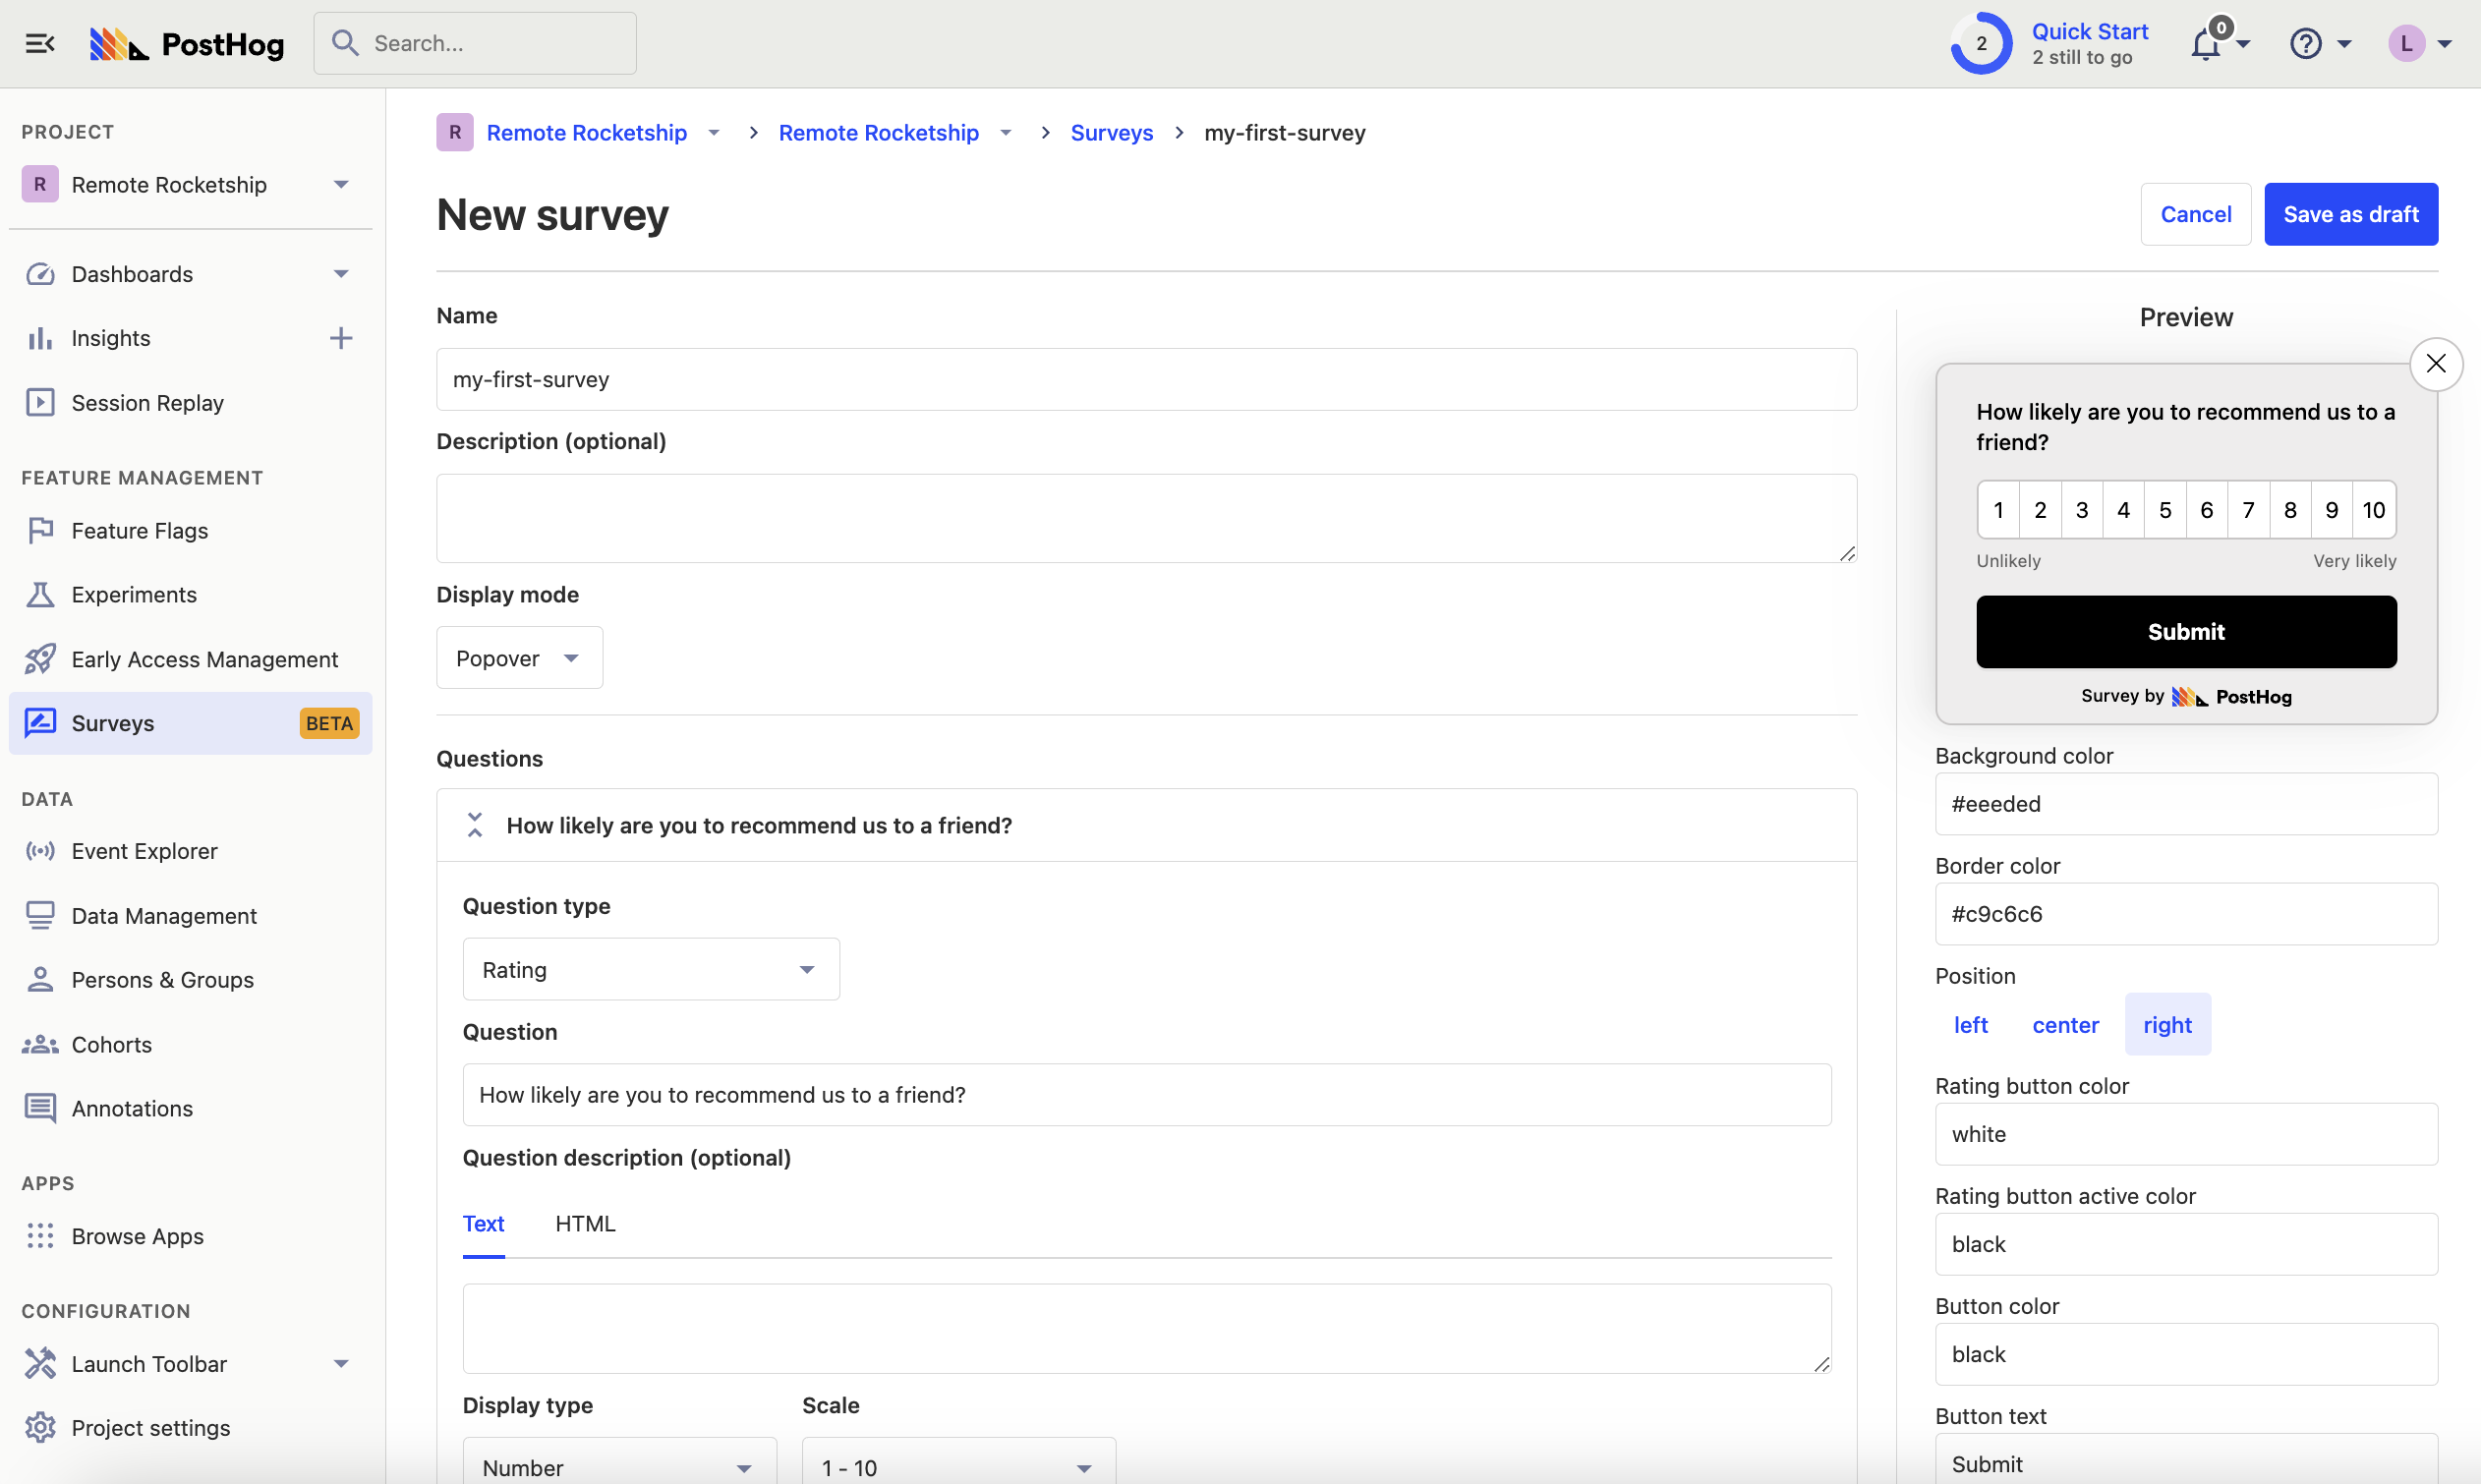 PostHog
Search...
2
Quick Start
2 still to go
0
L
PROJECT
R
Remote Rocketship
Dashboards
Insights
Session Replay
FEATURE MANAGEMENT
Feature Flags
Experiments
Early Access Management
Surveys
BETA
DATA
Event Explorer
Data Management
Persons & Groups
Cohorts
Annotations
APPS
Browse Apps
CONFIGURATION
Launch Toolbar
Project settings
R Remote Rocketship > Remote Rocketship > Surveys > my-first-survey
New survey
Cancel
Save as draft
Name
my-first-survey
Description (optional)
Display mode
Popover
Questions
How likely are you to recommend us to a friend?
Question type
Rating
Question
How likely are you to recommend us to a friend?
Question description (optional)
Text HTML
Display type Scale
Number 1 - 10
Preview
How likely are you to recommend us to a
friend?
1 2 3 4 5 6 7 8 9 10
Unlikely Very likely
Submit
Survey by PostHog
Background color
#eeeded
Border color
#c9c6c6
Position
left center right
Rating button color
white
Rating button active color
black
Button color
black
Button text
Submit